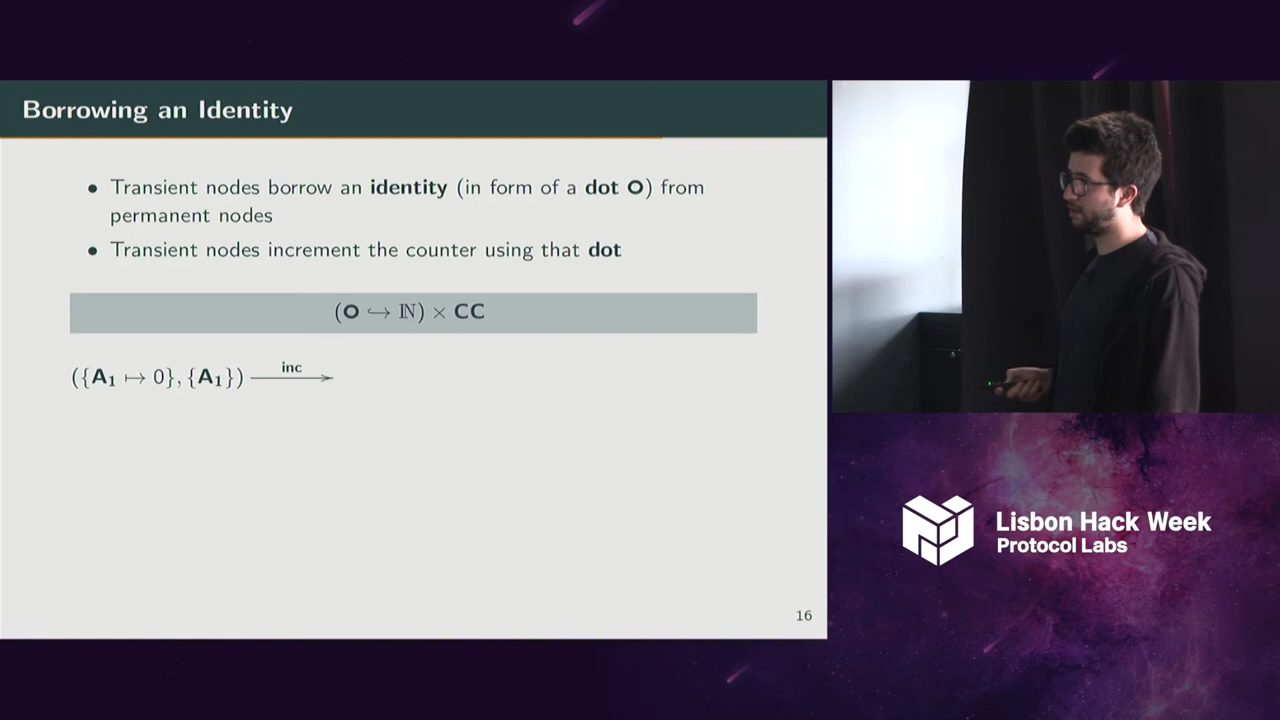 Borrowing an Identity
• Transient nodes borrow an identity (in form of a dot O) from
permanent nodes
• Transient nodes increment the counter using that dot
(O ↪ ℕ) × CC
({A₁ ↦ 0}, {A₁}) inc→
16
Lisbon Hack Week
Protocol Labs